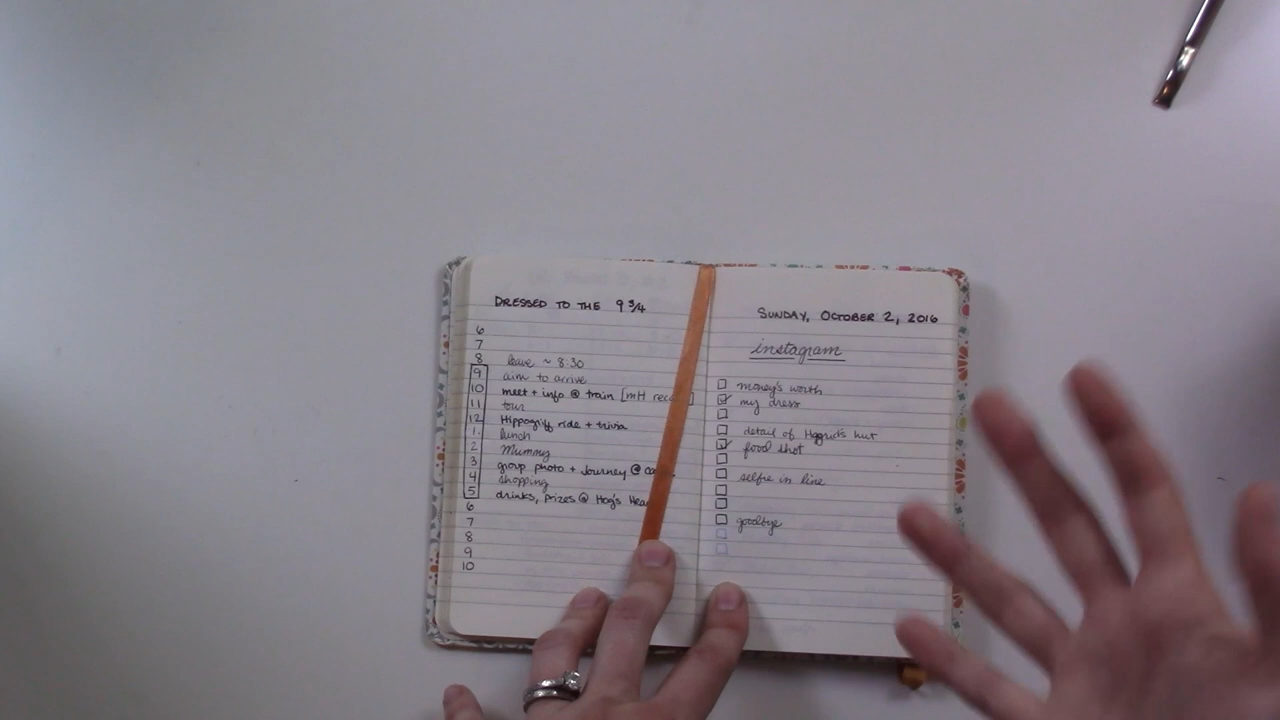 DRESSED TO THE 9 3/4
6
7
8 leave ~ 8:30
9 aim to arrive
10 meet + info @ train [MH rec
11 tour
12 Hippogriff ride + trivia
1 lunch
2 Mummy
3 group photo + Journey @
4 shopping
5 drinks, prizes @ Hog's Hea
6
7
8
9
10
SUNDAY, OCTOBER 2, 2016
instagram
money's worth
my dress
detail of Hagrid's hut
food shot
selfie in line
goodbye